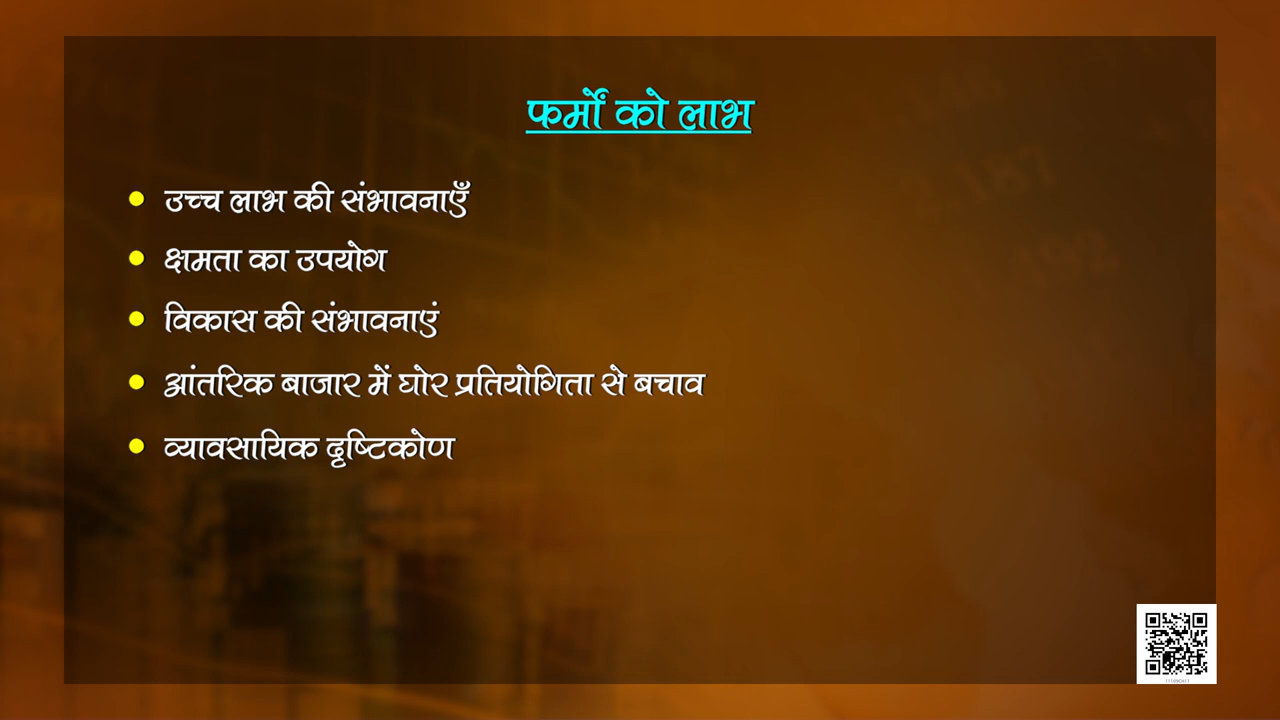 फर्मों को लाभ
उच्च लाभ की संभावनाएँ
क्षमता का उपयोग
विकास की संभावनाएं
आंतरिक बाजार में घोर प्रतियोगिता से बचाव
व्यावसायिक दृष्टिकोण